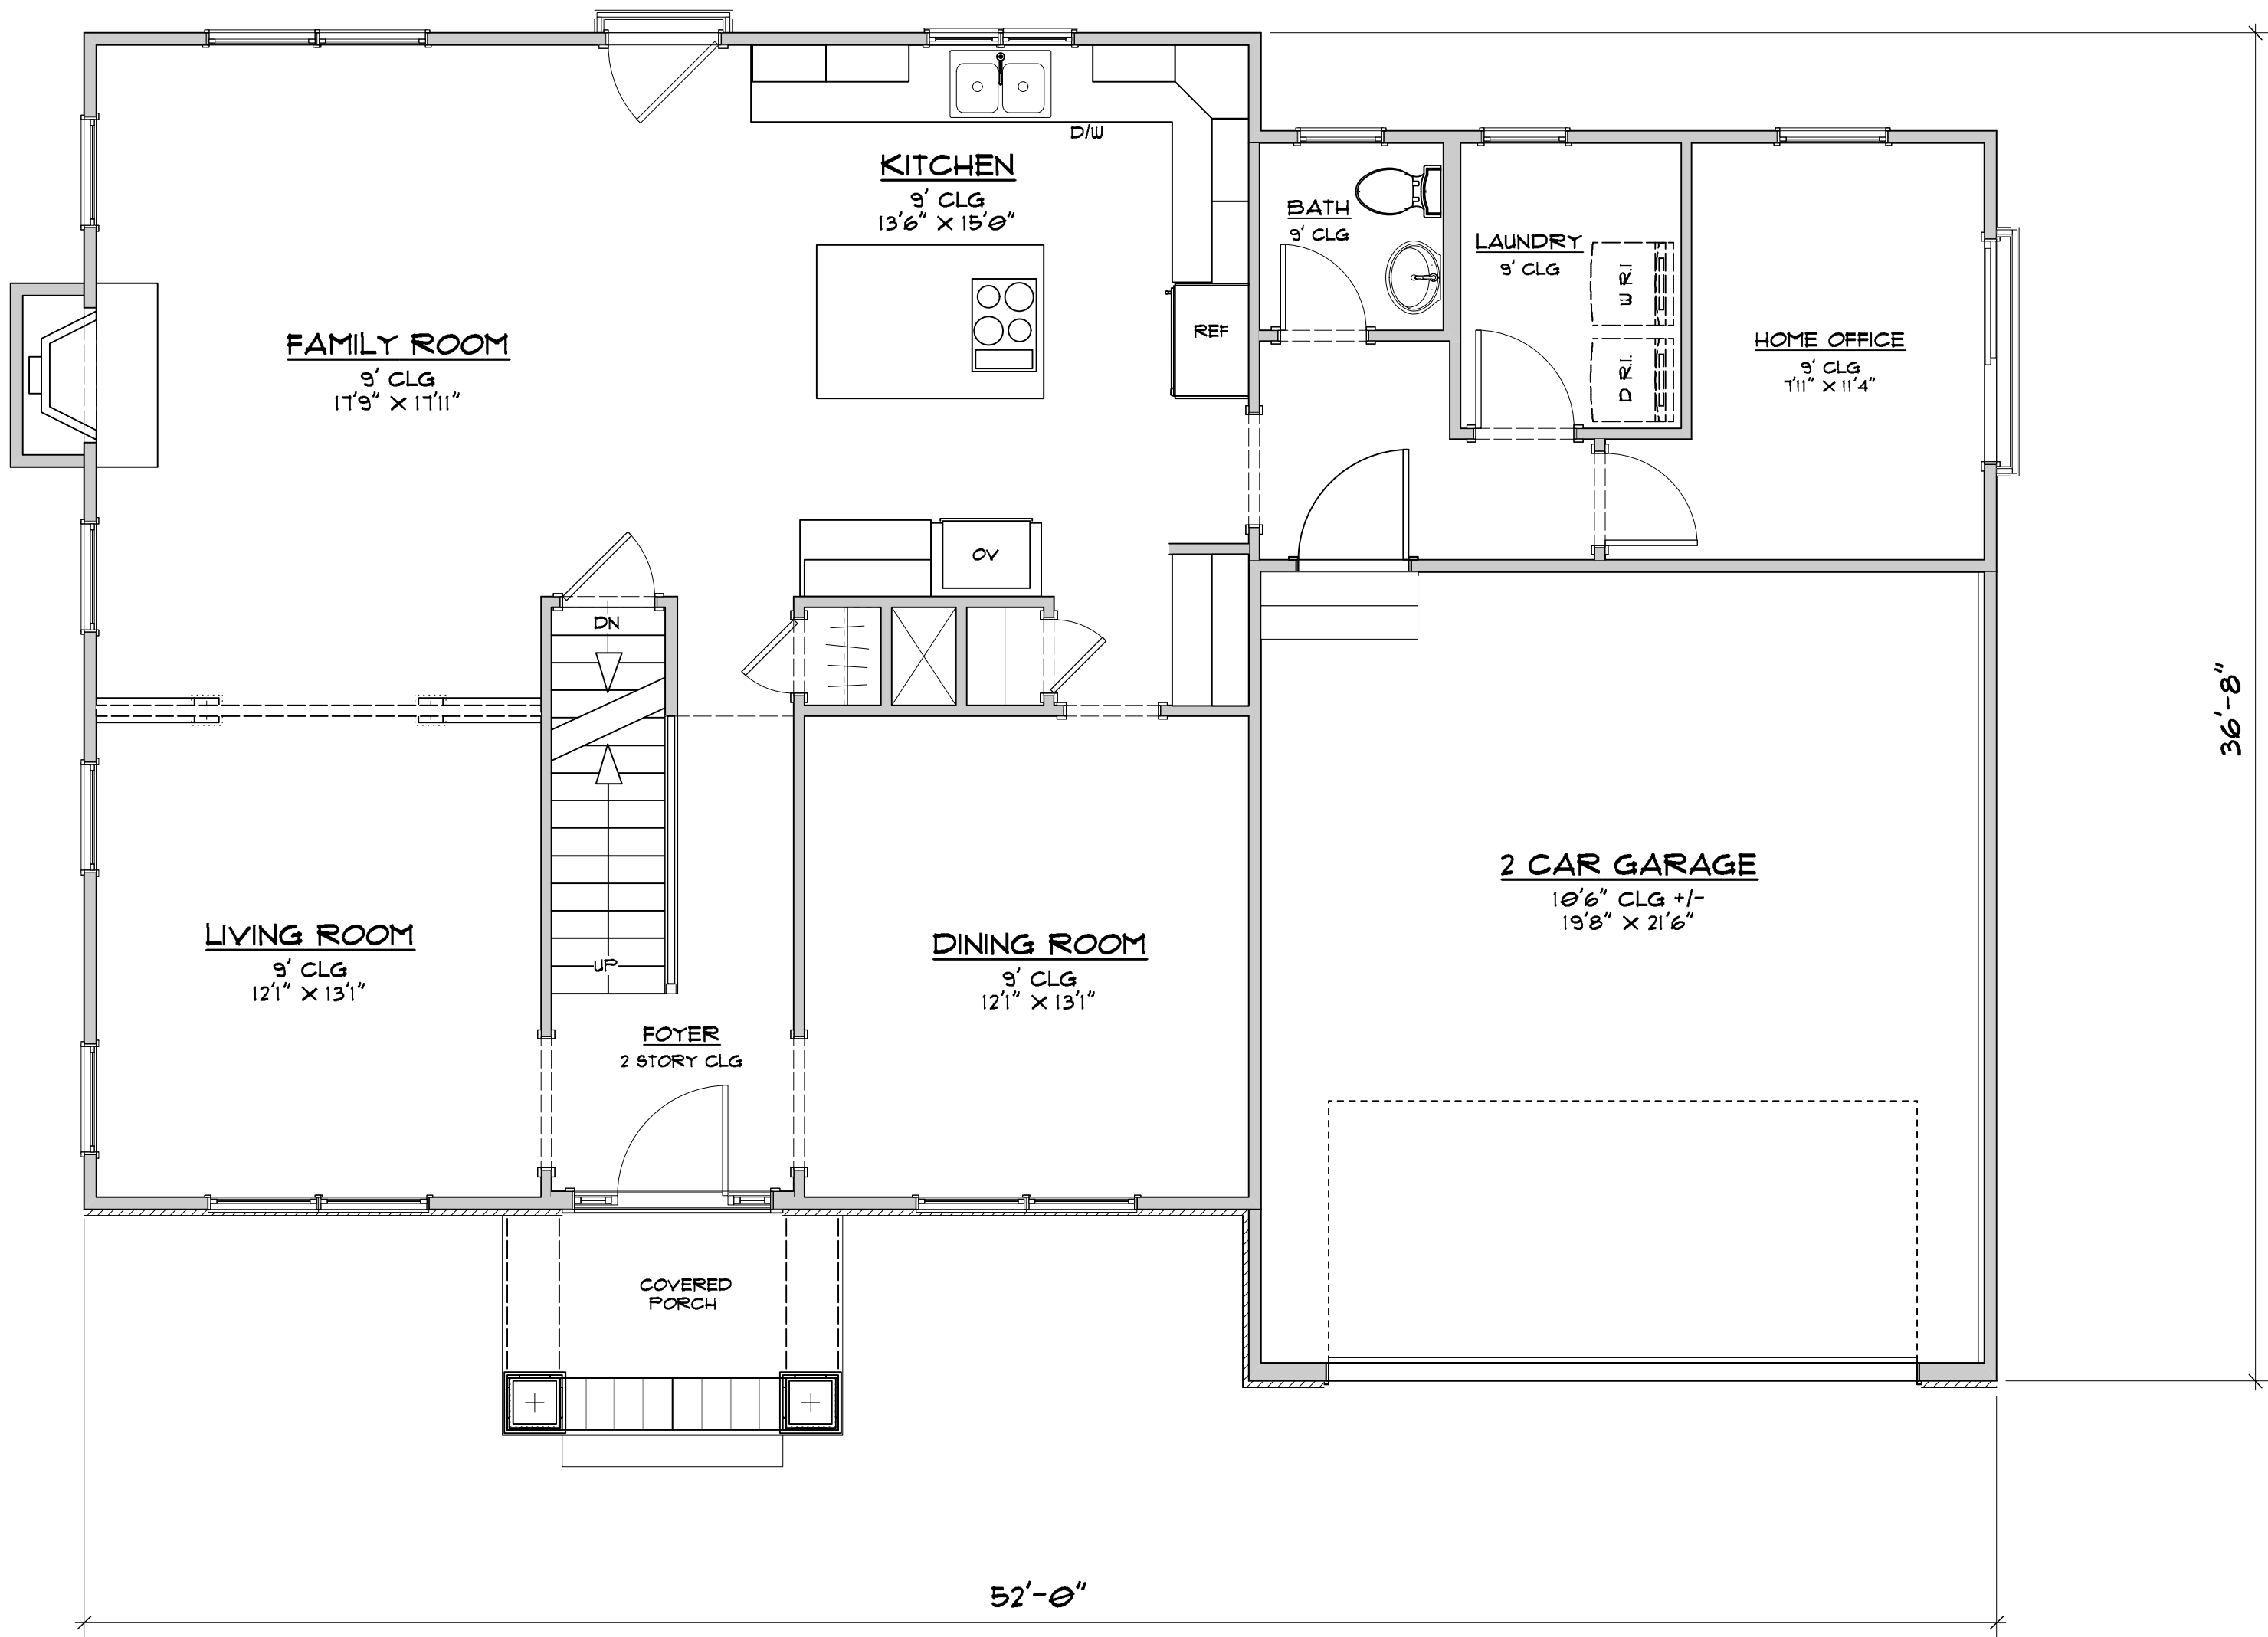 D/W
KITCHEN
9' CLG
13'6" X 15'0"
BATH
9' CLG
LAUNDRY
9' CLG
W R.I.
D R.I.
REF
HOME OFFICE
9' CLG
7'11" X 11'4"
FAMILY ROOM
9' CLG
17'9" X 17'11"
OV
DN
36'-8"
2 CAR GARAGE
10'6" CLG +/-
19'8" X 21'6"
LIVING ROOM
9' CLG
12'1" X 13'1"
UP
DINING ROOM
9' CLG
12'1" X 13'1"
FOYER
2 STORY CLG
COVERED
PORCH
52'-0"